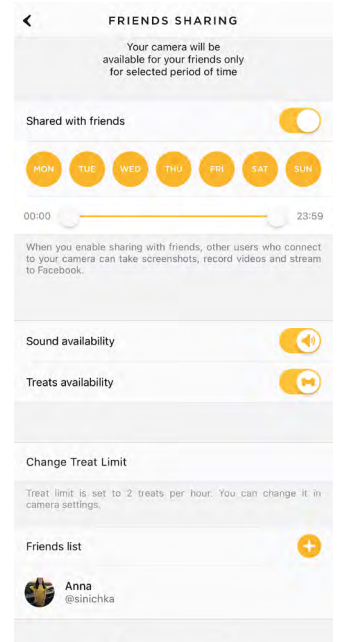 FRIENDS SHARING
Your camera will be
available for your friends only
for selected period of time
Shared with friends
MON TUE WED THU FRI SAT SUN
00:00 23:59
When you enable sharing with friends, other users who connect
to your camera can take screenshots, record videos and stream
to Facebook.
Sound availability
Treats availability
Change Treat Limit
Treat limit is set to 2 treats per hour. You can change it in
camera settings.
Friends list
Anna
@sinichka